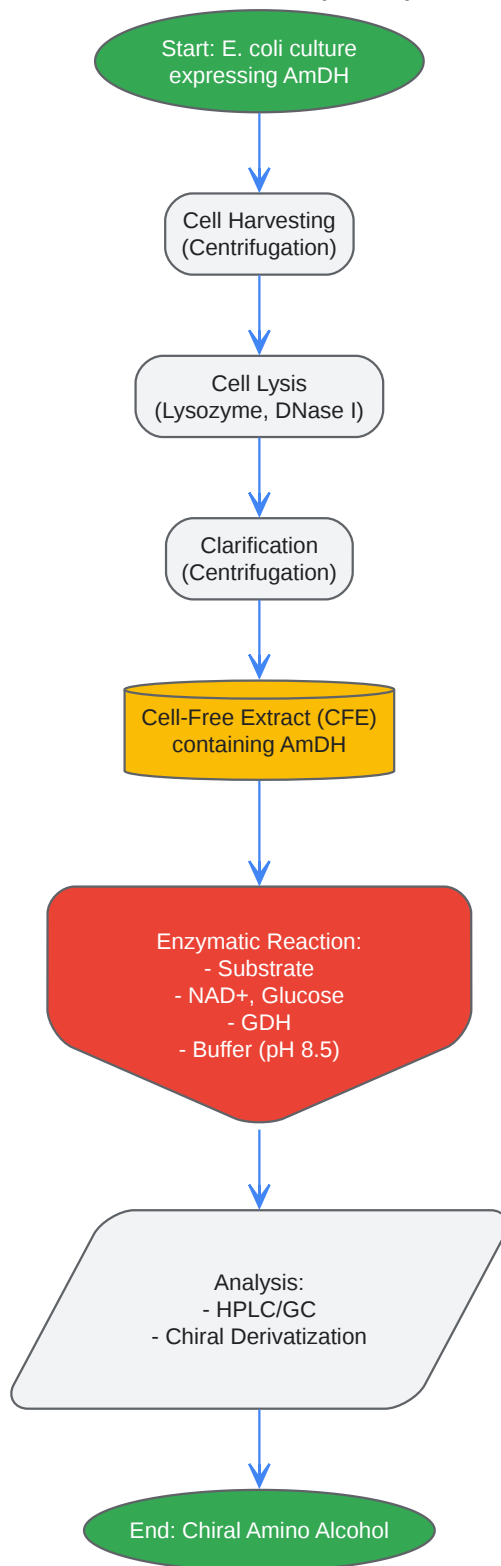 Start: E. coli culture
expressing AmDH
Cell Harvesting
(Centrifugation)
Cell Lysis
(Lysozyme, DNase I)
Clarification
(Centrifugation)
Cell-Free Extract (CFE)
containing AmDH
Enzymatic Reaction:
- Substrate
- NAD+, Glucose
- GDH
- Buffer (pH 8.5)
Analysis:
- HPLC/GC
- Chiral Derivatization
End: Chiral Amino Alcohol